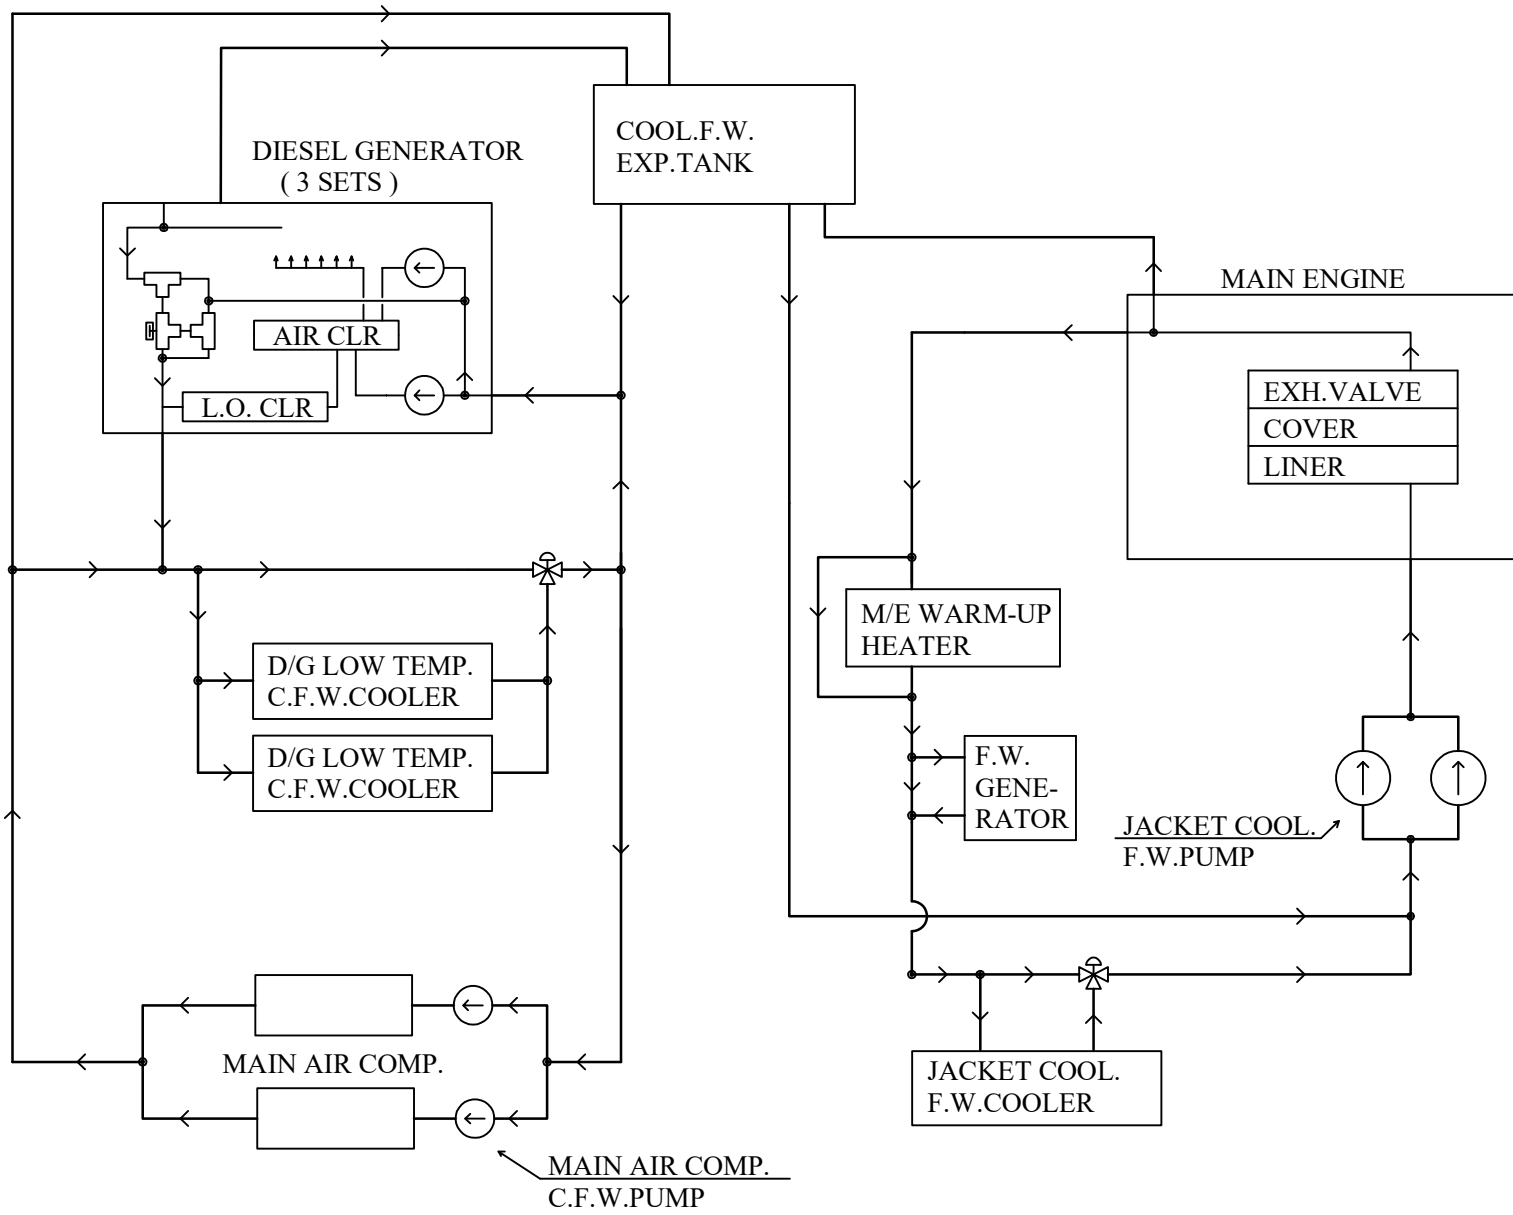 COOL.F.W.
EXP.TANK
DIESEL GENERATOR
( 3 SETS )
AIR CLR
L.O. CLR
MAIN ENGINE
EXH.VALVE
COVER
LINER
M/E WARM-UP
HEATER
D/G LOW TEMP.
C.F.W.COOLER
D/G LOW TEMP.
C.F.W.COOLER
F.W.
GENE-
RATOR
JACKET COOL.
F.W.PUMP
MAIN AIR COMP.
JACKET COOL.
F.W.COOLER
MAIN AIR COMP.
C.F.W.PUMP